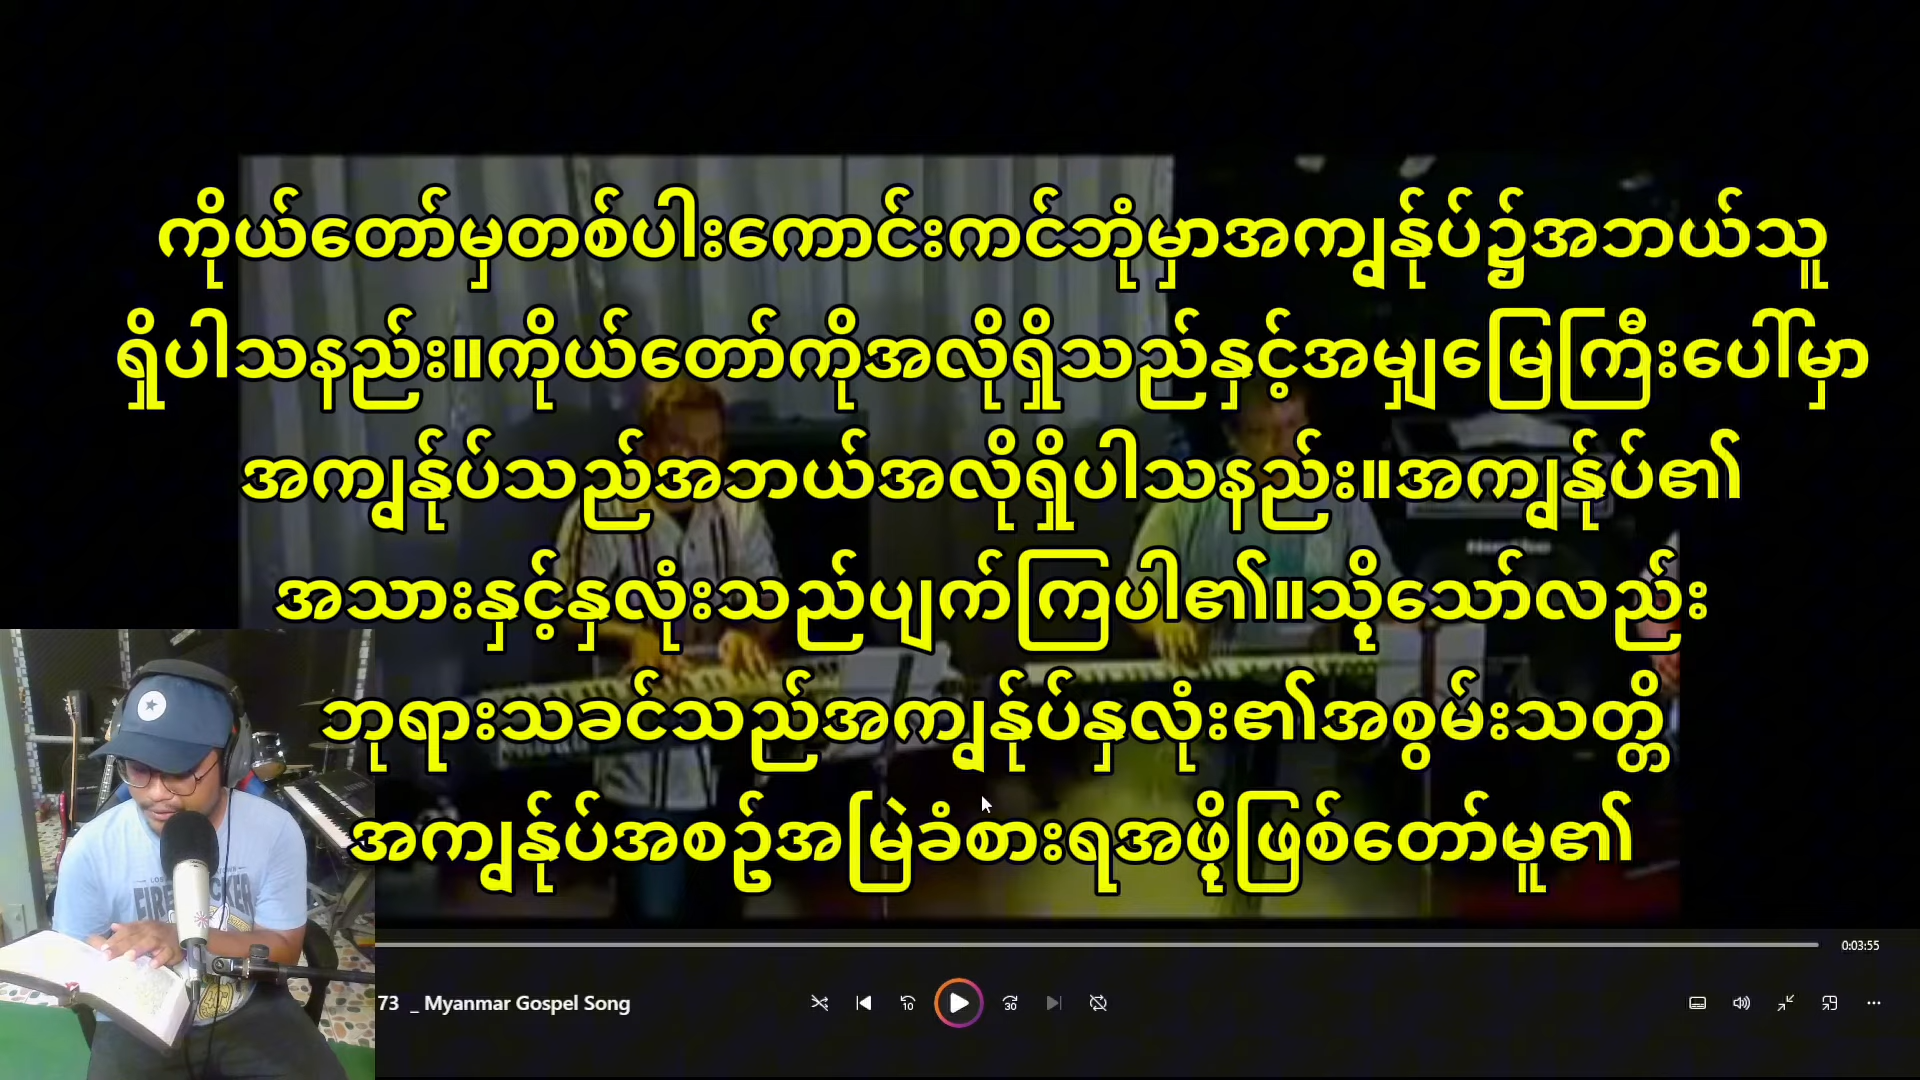 ကိုယ်တော်မှတစ်ပါးကောင်းကင်ဘုံမှာအကျွန်ုပ်၌အဘယ်သူ
ရှိပါသနည်း။ကိုယ်တော်ကိုအလိုရှိသည်နှင့်အမျှမြေကြီးပေါ်မှာ
အကျွန်ုပ်သည်အဘယ်အလိုရှိပါသနည်း။အကျွန်ုပ်၏
အသားနှင့်နှလုံးသည်ပျက်ကြပါ၏။သို့သော်လည်း
ဘုရားသခင်သည်အကျွန်ုပ်နှလုံး၏အစွမ်းသတ္တိ
အကျွန်ုပ်အစဉ်အမြဲခံစားရအဖို့ဖြစ်တော်မူ၏
0:03:55
73 _ Myanmar Gospel Song
10
30